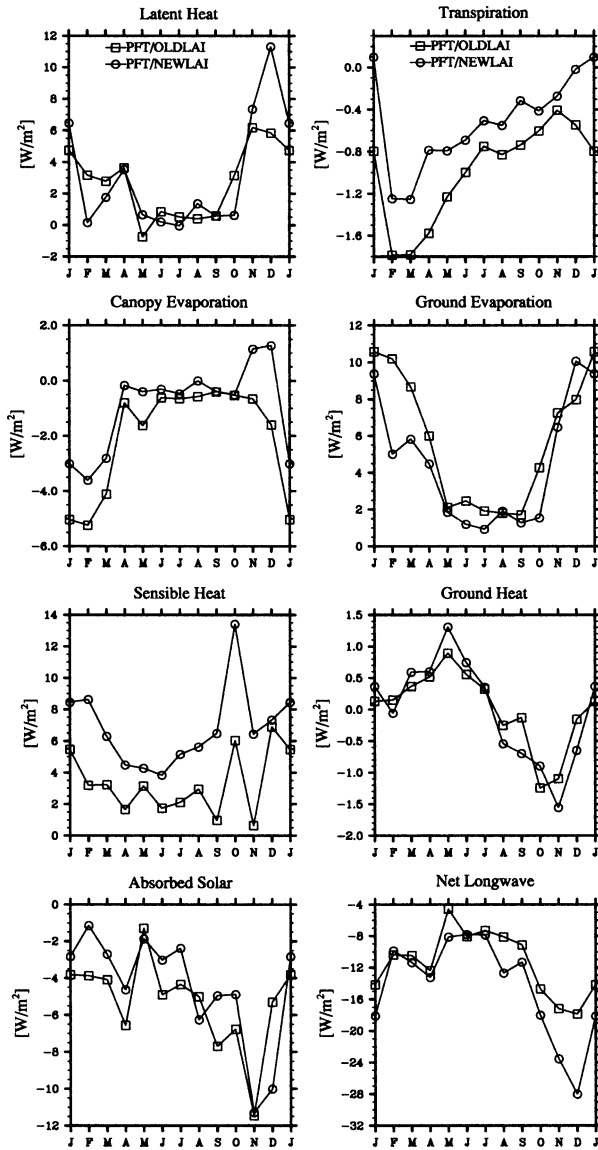 Latent Heat
PFT/OLDLAI
PFT/NEWLAI
[W/m²]
12
10
8
6
4
2
0
−2
J F M A M J J A S O N D J
Transpiration
PFT/OLDLAI
PFT/NEWLAI
[W/m²]
0.0
−0.4
−0.8
−1.2
−1.6
J F M A M J J A S O N D J
Canopy Evaporation
[W/m²]
2.0
0.0
−2.0
−4.0
−6.0
J F M A M J J A S O N D J
Ground Evaporation
[W/m²]
12
10
8
6
4
2
0
J F M A M J J A S O N D J
Sensible Heat
[W/m²]
14
12
10
8
6
4
2
0
J F M A M J J A S O N D J
Ground Heat
[W/m²]
1.5
1.0
0.5
0.0
−0.5
−1.0
−1.5
−2.0
J F M A M J J A S O N D J
Absorbed Solar
[W/m²]
0
−2
−4
−6
−8
−10
−12
J F M A M J J A S O N D J
Net Longwave
[W/m²]
−4
−8
−12
−16
−20
−24
−28
−32
J F M A M J J A S O N D J